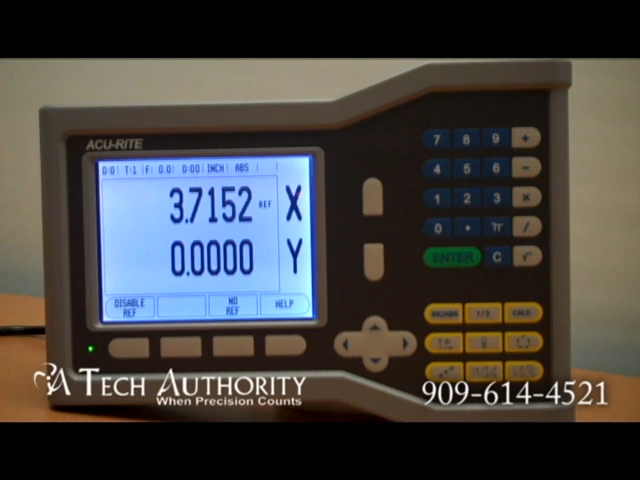 ACU-RITE
0:0 T:1 F: 0.0 0:00 INCH ABS
3.7152 REF X
0.0000 Y
DISABLE REF
NO REF
HELP
7 8 9 +
4 5 6 -
1 2 3 ×
0 . /
ENTER C √
1/2 CALC
A TECH AUTHORITY
When Precision Counts
909-614-4521